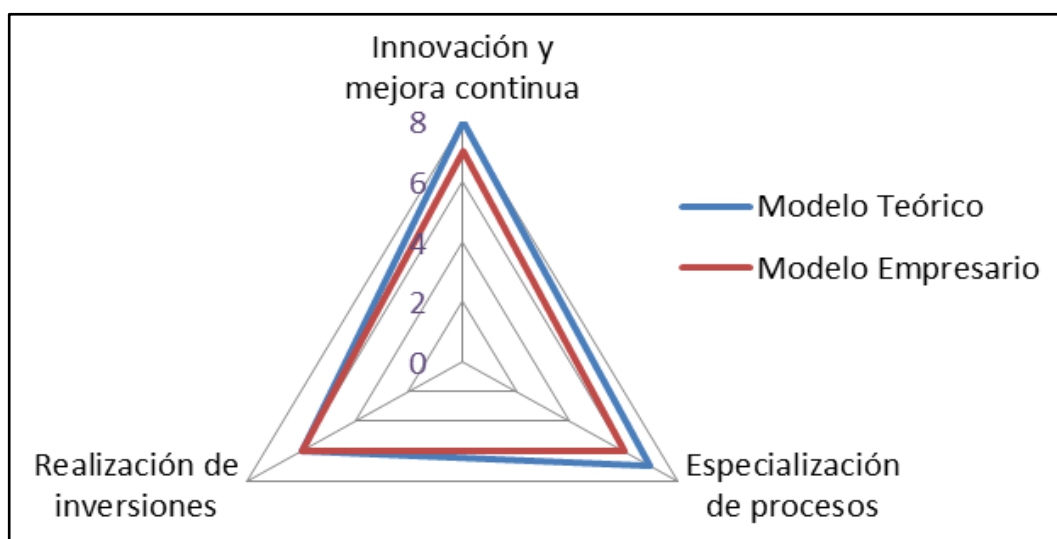 Innovación y
mejora continua
8
6
4
2
0
Modelo Teórico
Modelo Empresario
Realización de
inversiones
Especialización
de procesos